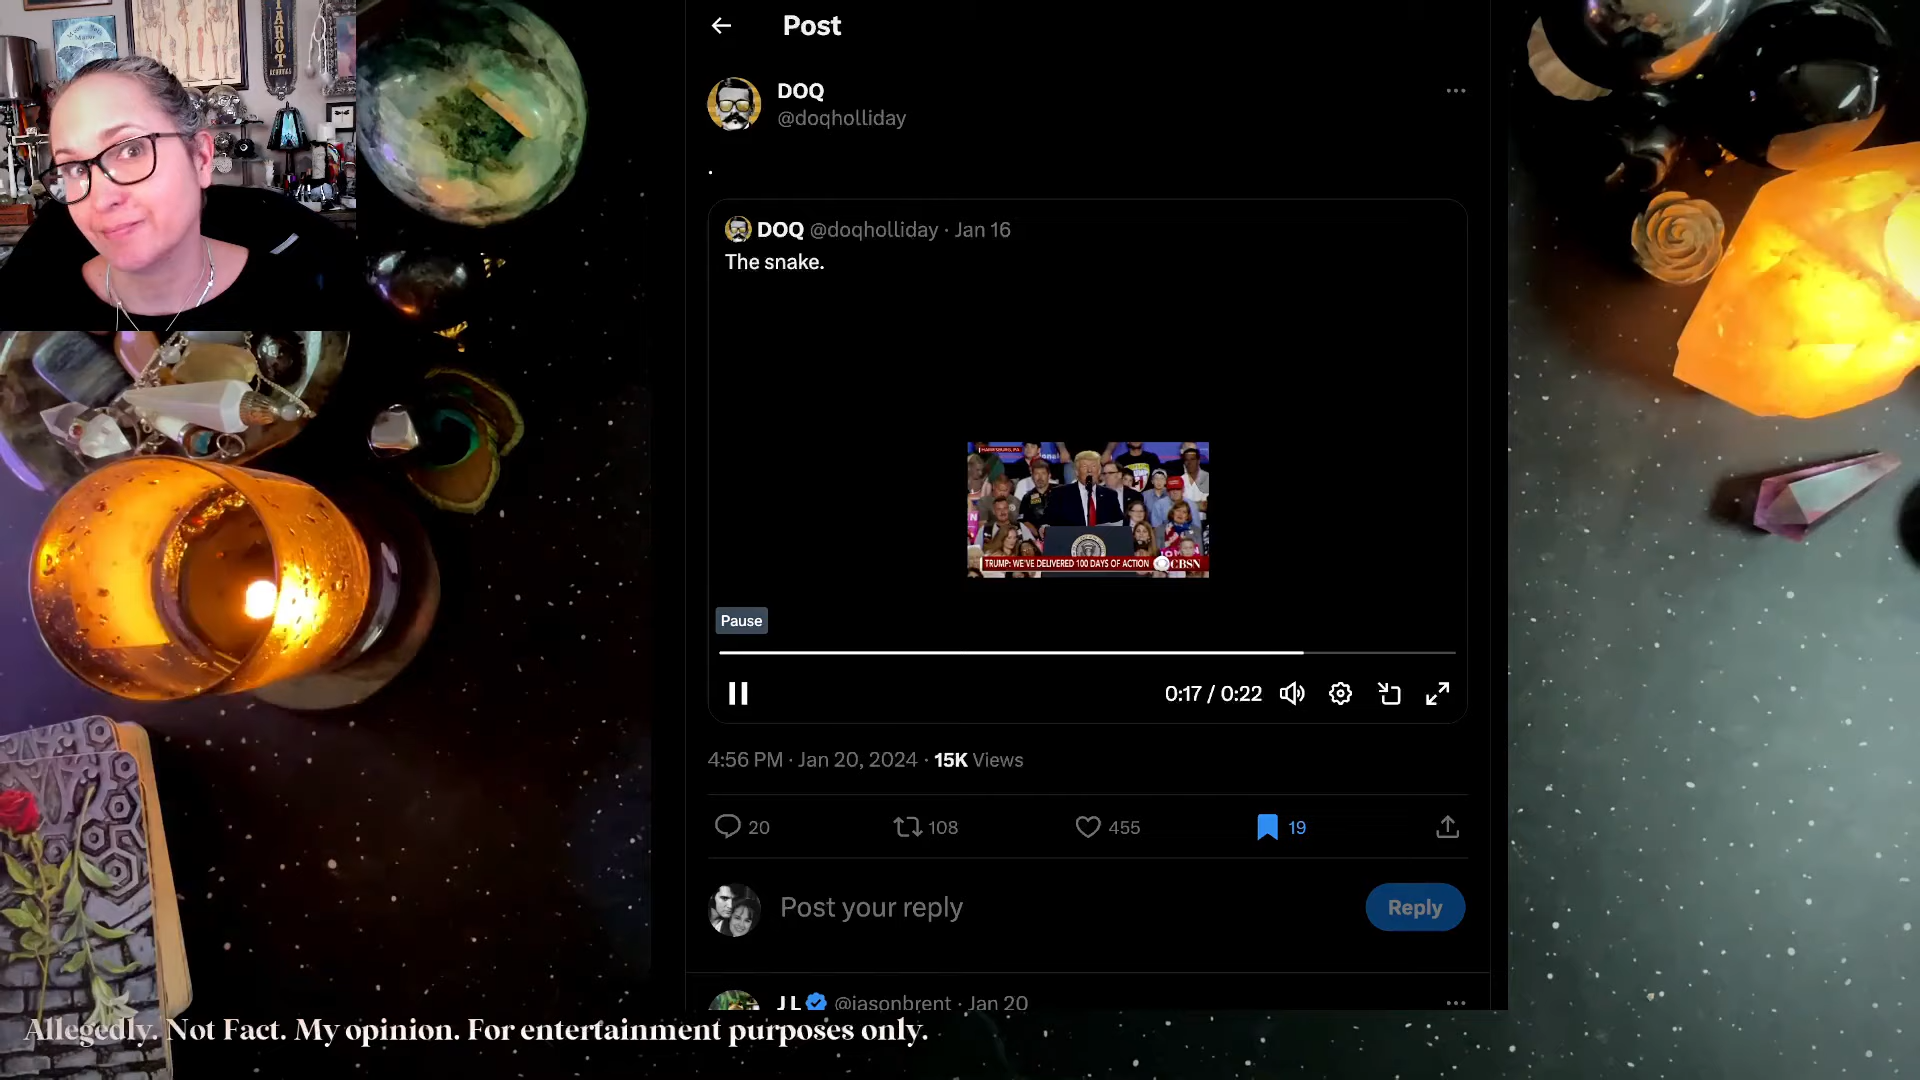 TAROT
READINGS
Post
DOQ
@doqholliday
.
DOQ @doqholliday · Jan 16
The snake.
HARRISBURG, PA
TRUMP: WE'VE DELIVERED 100 DAYS OF ACTION CBSN
Pause
0:17 / 0:22
4:56 PM · Jan 20, 2024 · 15K Views
20 108 455 19
Post your reply
Reply
J L @jasonbrent · Jan 20
Allegedly. Not Fact. My opinion. For entertainment purposes only.